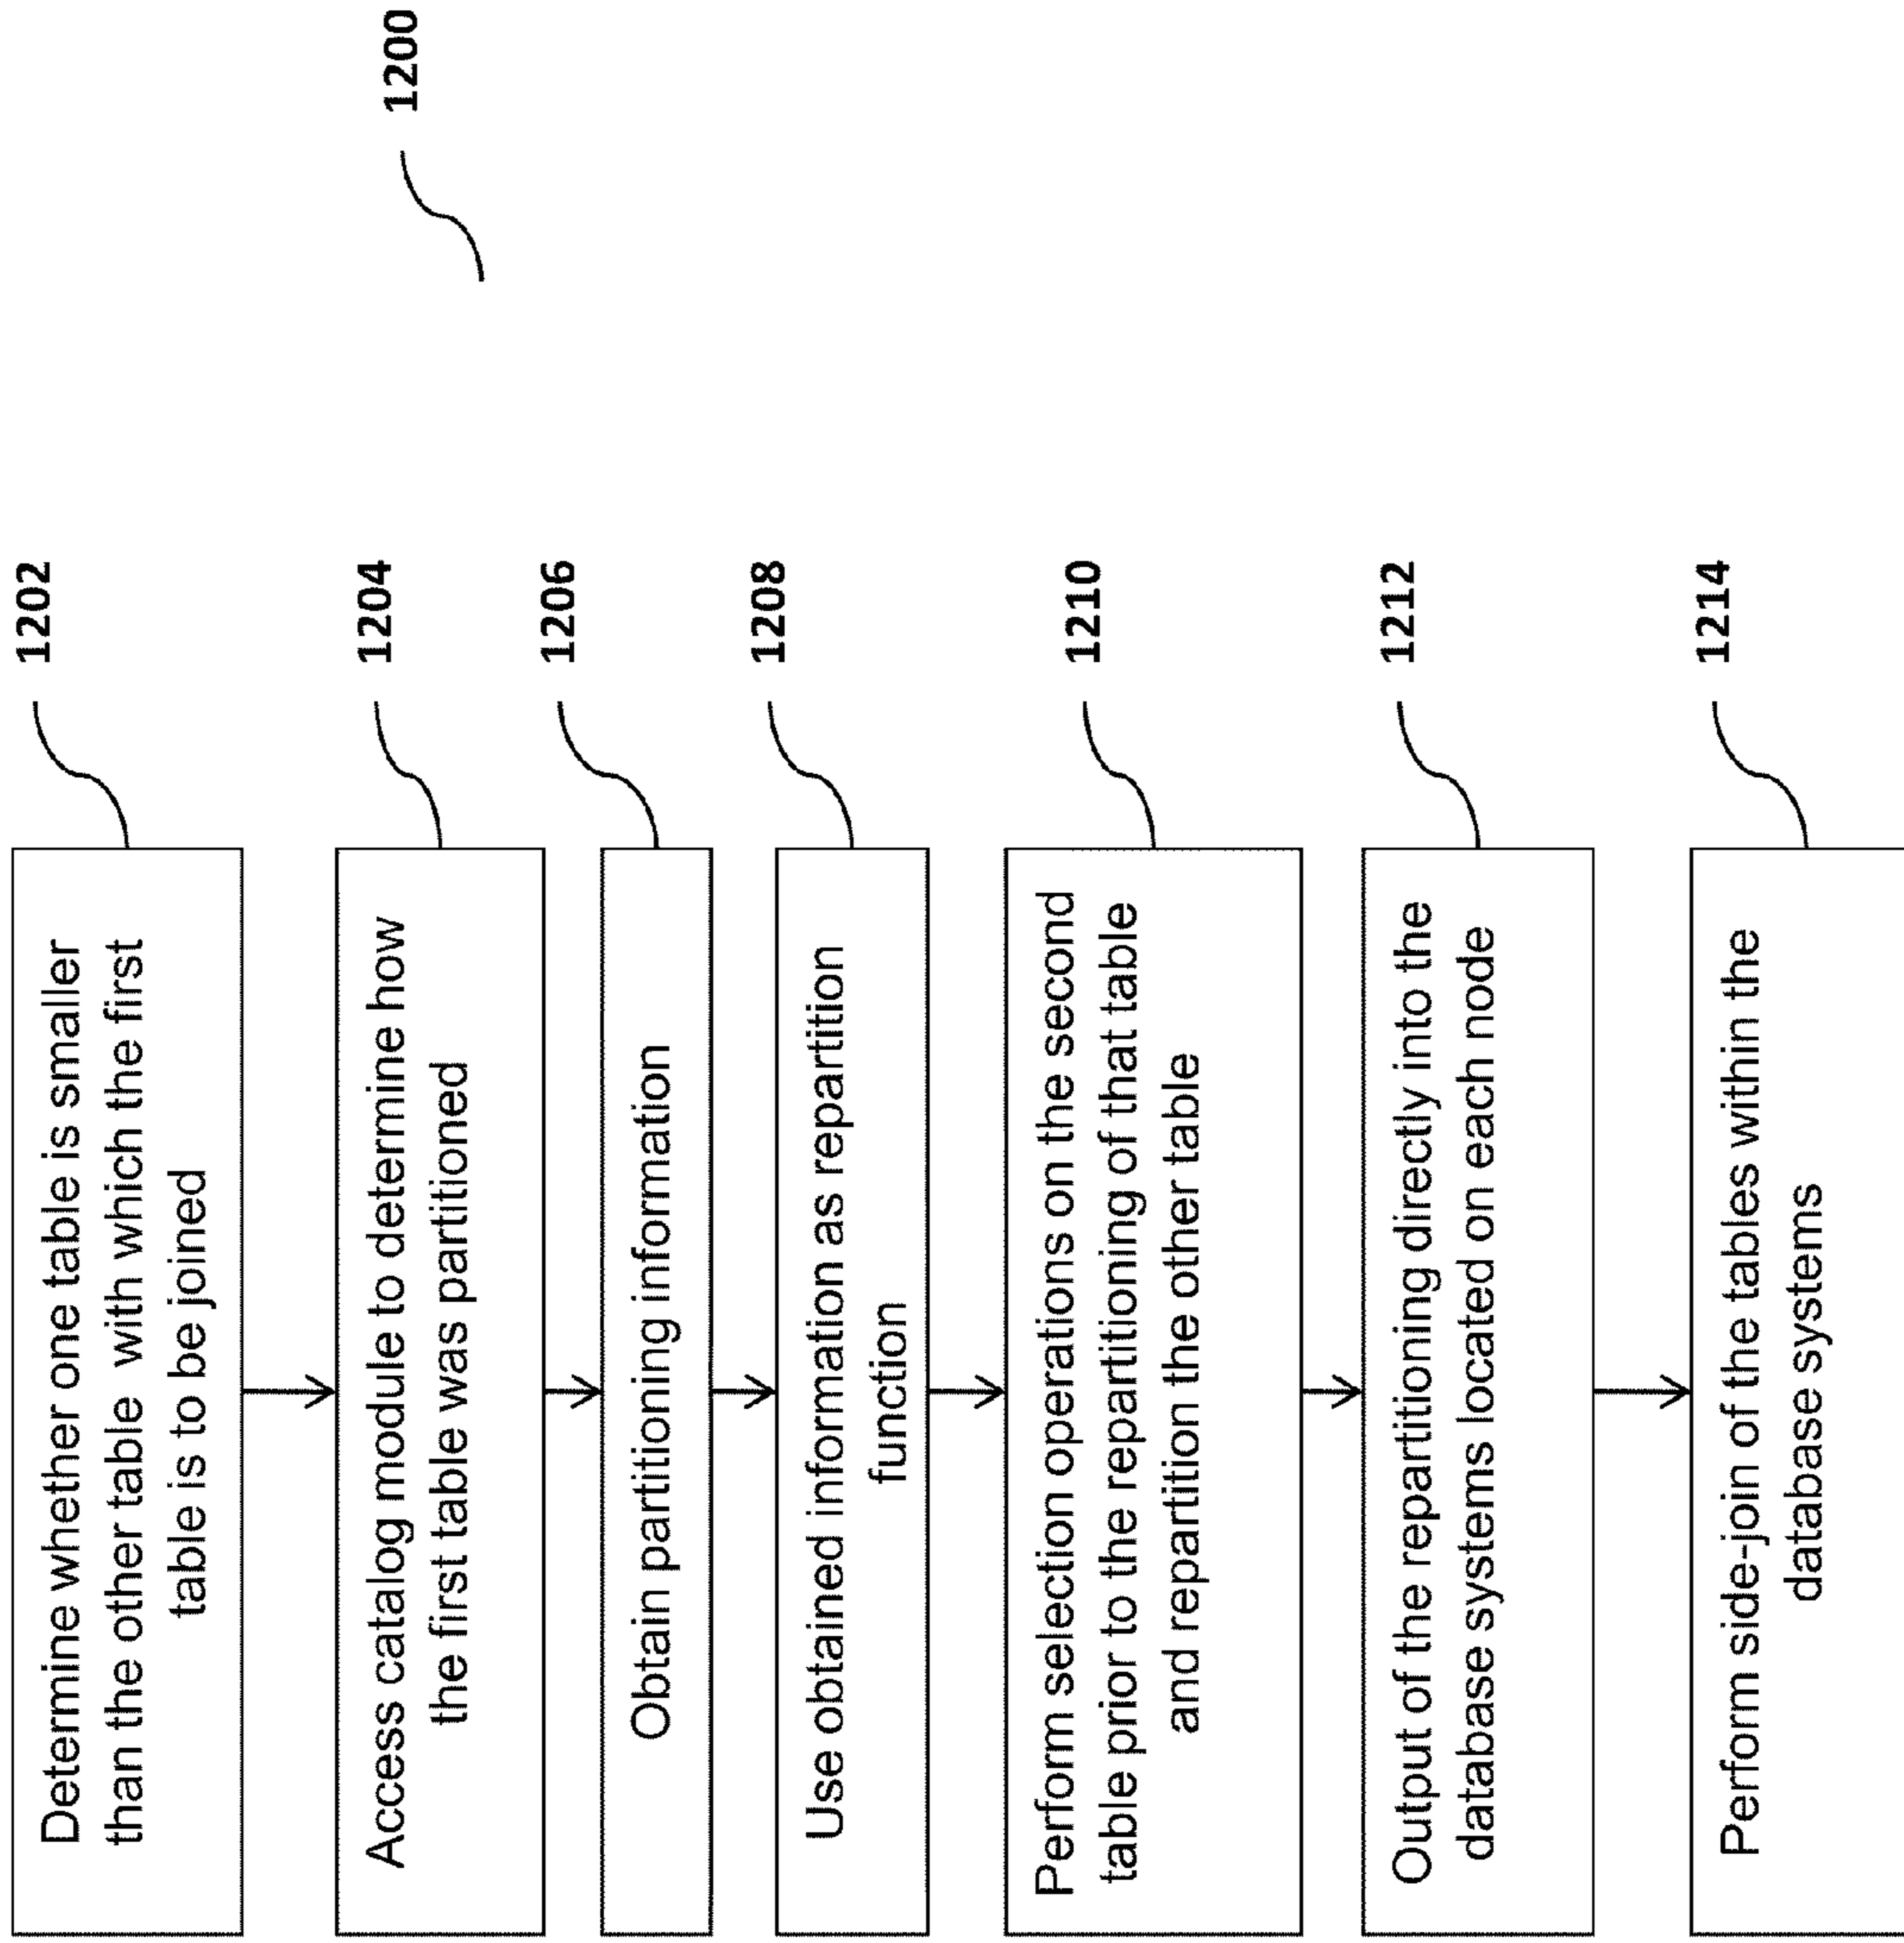 1200
Determine whether one table is smaller
than the other table with which the first
table is to be joined
1202
Access catalog module to determine how
the first table was partitioned
1204
Obtain partitioning information
1206
Use obtained information as repartition
function
1208
Perform selection operations on the second
table prior to the repartitioning of that table
and repartition the other table
1210
Output of the repartitioning directly into the
database systems located on each node
1212
Perform side-join of the tables within the
database systems
1214